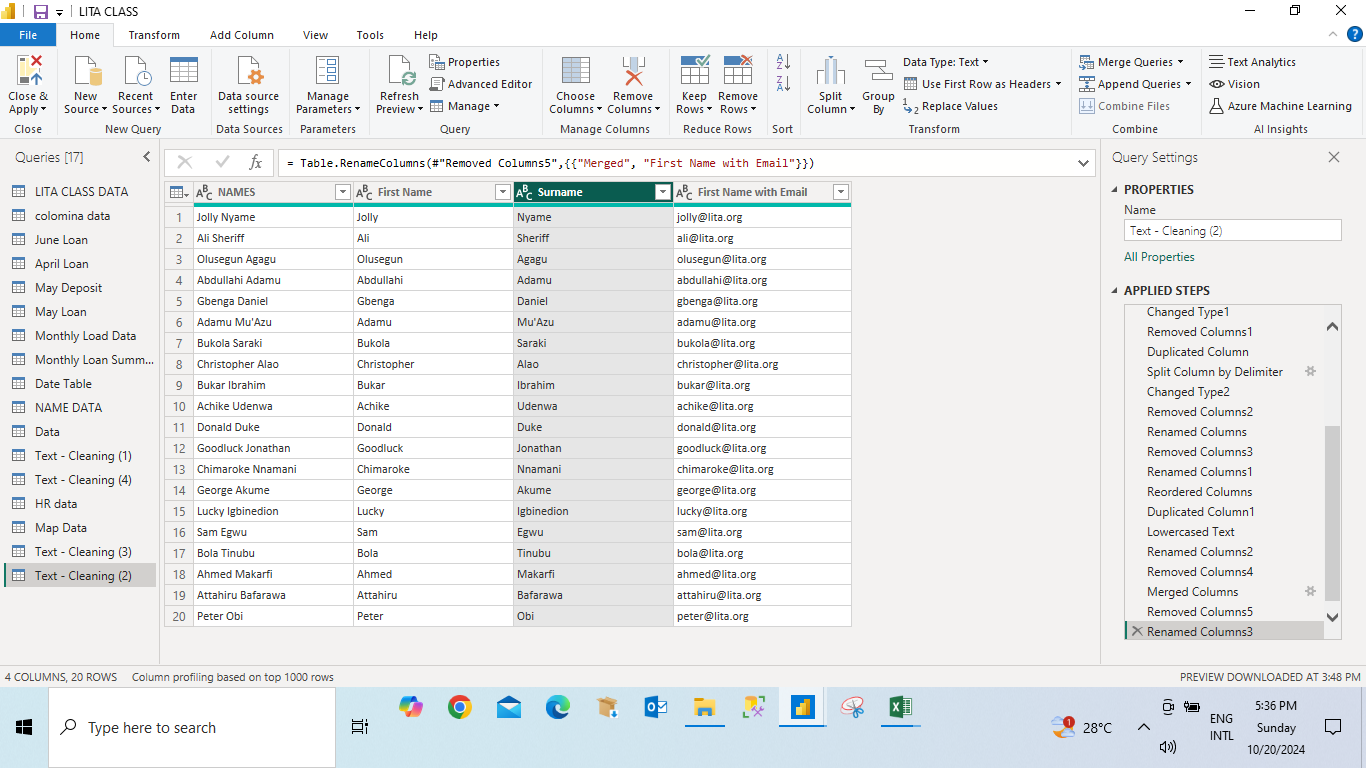 LITA CLASS
File Home Transform Add Column View Tools Help
Close & Apply
Close
New Source
Recent Sources
Enter Data
New Query
Data source settings
Data Sources
Manage Parameters
Parameters
Refresh Preview
Properties
Advanced Editor
Manage
Query
Choose Columns
Remove Columns
Manage Columns
Keep Rows
Remove Rows
Reduce Rows
A
Z
Z
A
Sort
Split Column
Group By
Data Type: Text
Use First Row as Headers
1 2 Replace Values
Transform
Merge Queries
Append Queries
Combine Files
Combine
Text Analytics
Vision
Azure Machine Learning
AI Insights
Queries [17]
LITA CLASS DATA
colomina data
June Loan
April Loan
May Deposit
May Loan
Monthly Load Data
Monthly Loan Summ...
Date Table
NAME DATA
Data
Text - Cleaning (1)
Text - Cleaning (4)
HR data
Map Data
Text - Cleaning (3)
Text - Cleaning (2)
fx
= Table.RenameColumns(#"Removed Columns5",{{"Merged", "First Name with Email"}})
ABC NAMES ABC First Name ABC Surname ABC First Name with Email
1 Jolly Nyame Jolly Nyame jolly@lita.org
2 Ali Sheriff Ali Sheriff ali@lita.org
3 Olusegun Agagu Olusegun Agagu olusegun@lita.org
4 Abdullahi Adamu Abdullahi Adamu abdullahi@lita.org
5 Gbenga Daniel Gbenga Daniel gbenga@lita.org
6 Adamu Mu'Azu Adamu Mu'Azu adamu@lita.org
7 Bukola Saraki Bukola Saraki bukola@lita.org
8 Christopher Alao Christopher Alao christopher@lita.org
9 Bukar Ibrahim Bukar Ibrahim bukar@lita.org
10 Achike Udenwa Achike Udenwa achike@lita.org
11 Donald Duke Donald Duke donald@lita.org
12 Goodluck Jonathan Goodluck Jonathan goodluck@lita.org
13 Chimaroke Nnamani Chimaroke Nnamani chimaroke@lita.org
14 George Akume George Akume george@lita.org
15 Lucky Igbinedion Lucky Igbinedion lucky@lita.org
16 Sam Egwu Sam Egwu sam@lita.org
17 Bola Tinubu Bola Tinubu bola@lita.org
18 Ahmed Makarfi Ahmed Makarfi ahmed@lita.org
19 Attahiru Bafarawa Attahiru Bafarawa attahiru@lita.org
20 Peter Obi Peter Obi peter@lita.org
Query Settings
PROPERTIES
Name
Text - Cleaning (2)
All Properties
APPLIED STEPS
Changed Type1
Removed Columns1
Duplicated Column
Split Column by Delimiter
Changed Type2
Removed Columns2
Renamed Columns
Removed Columns3
Renamed Columns1
Reordered Columns
Duplicated Column1
Lowercased Text
Renamed Columns2
Removed Columns4
Merged Columns
Removed Columns5
Renamed Columns3
4 COLUMNS, 20 ROWS Column profiling based on top 1000 rows
PREVIEW DOWNLOADED AT 3:48 PM
Type here to search
1
28°C
ENG
INTL
5:36 PM
Sunday
10/20/2024